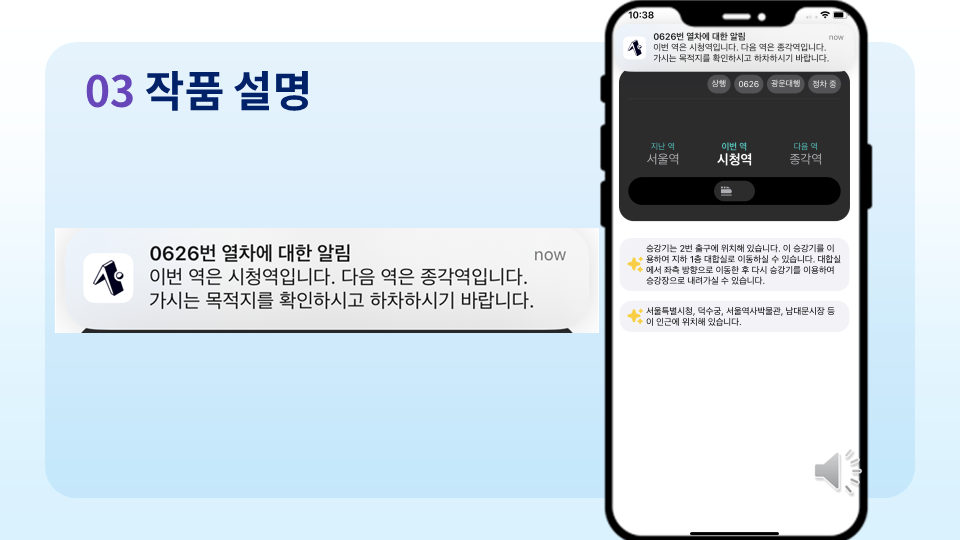 03 작품 설명
0626번 열차에 대한 알림
now
이번 역은 시청역입니다. 다음 역은 종각역입니다.
가시는 목적지를 확인하시고 하차하시기 바랍니다.
10:38
0626번 열차에 대한 알림
now
이번 역은 시청역입니다. 다음 역은 종각역입니다.
가시는 목적지를 확인하시고 하차하시기 바랍니다.
상행 0626 광운대행 정차 중
지난 역 이번 역 다음 역
서울역 시청역 종각역
승강기는 2번 출구에 위치해 있습니다. 이 승강기를 이
용하여 지하 1층 대합실로 이동하실 수 있습니다. 대합실
에서 좌측 방향으로 이동한 후 다시 승강기를 이용하여
승강장으로 내려가실 수 있습니다.
서울특별시청, 덕수궁, 서울역사박물관, 남대문시장 등
이 인근에 위치해 있습니다.